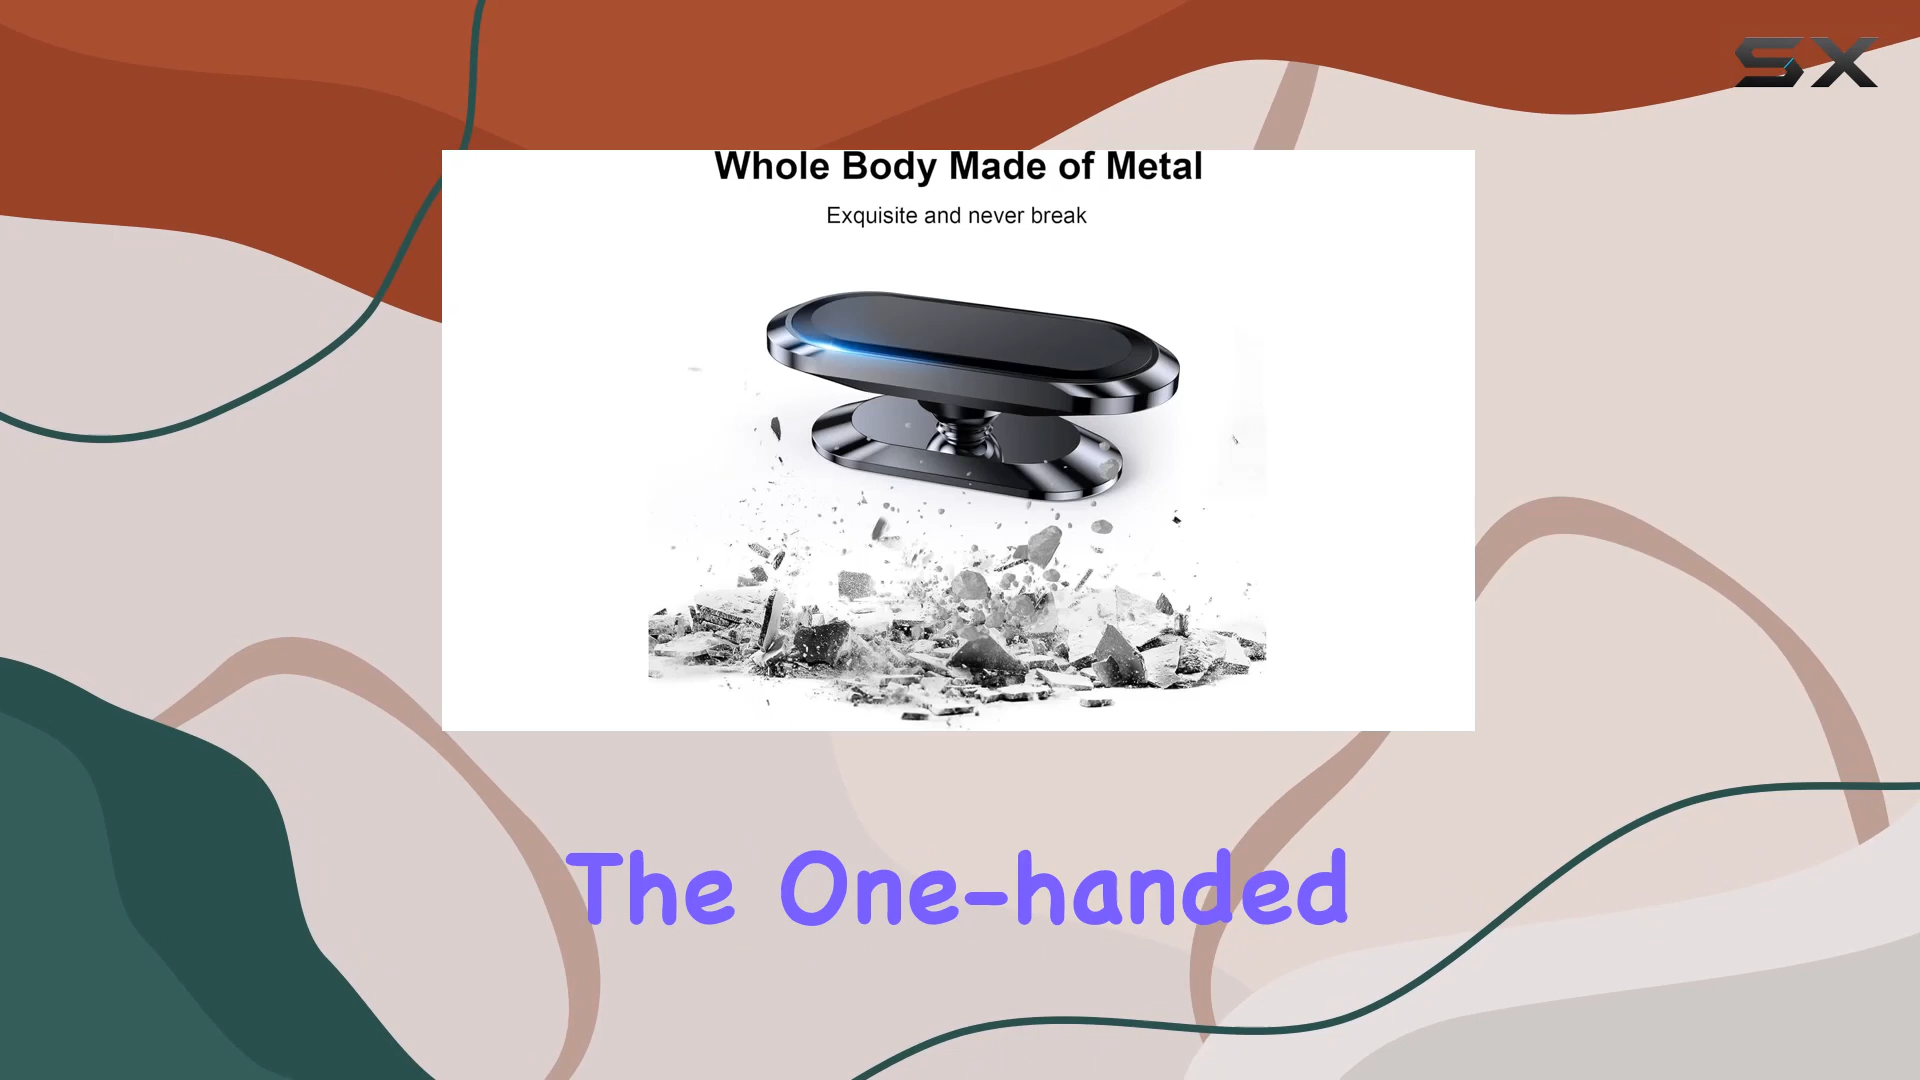 SX
Whole Body Made of Metal
Exquisite and never break
The One-handed